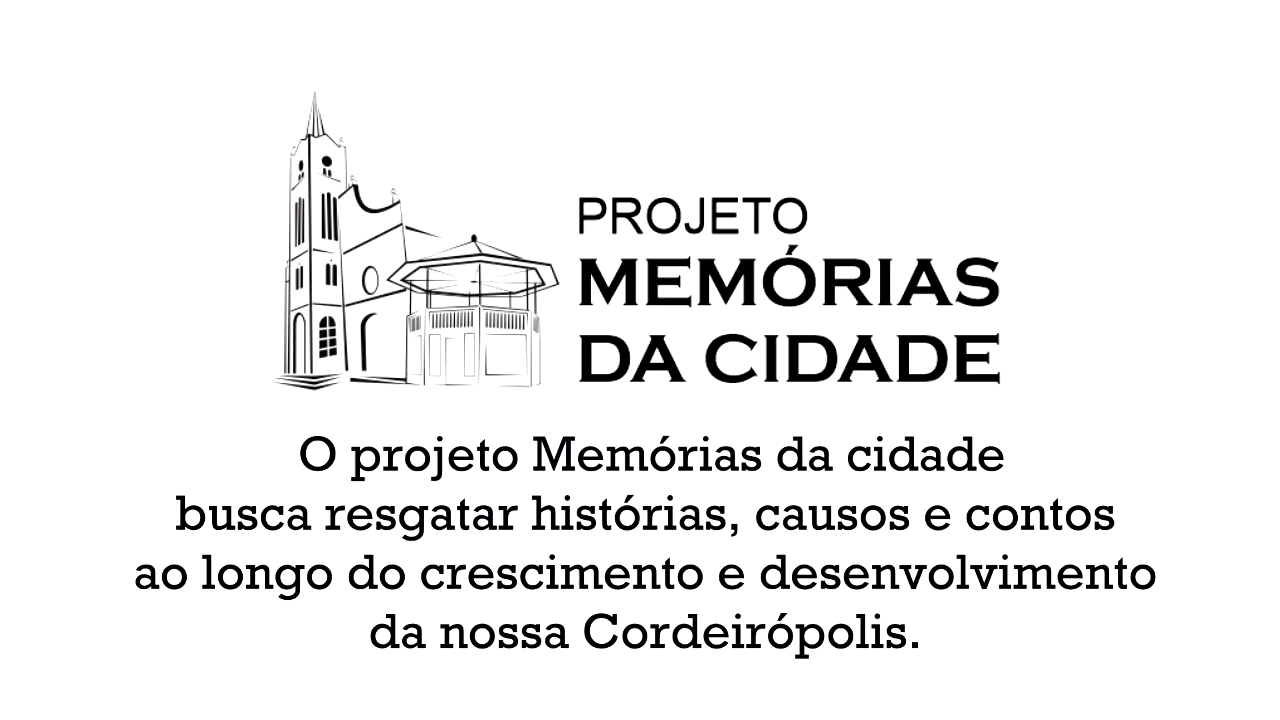 PROJETO
MEMÓRIAS
DA CIDADE
O projeto Memórias da cidade
busca resgatar histórias, causos e contos
ao longo do crescimento e desenvolvimento
da nossa Cordeirópolis.